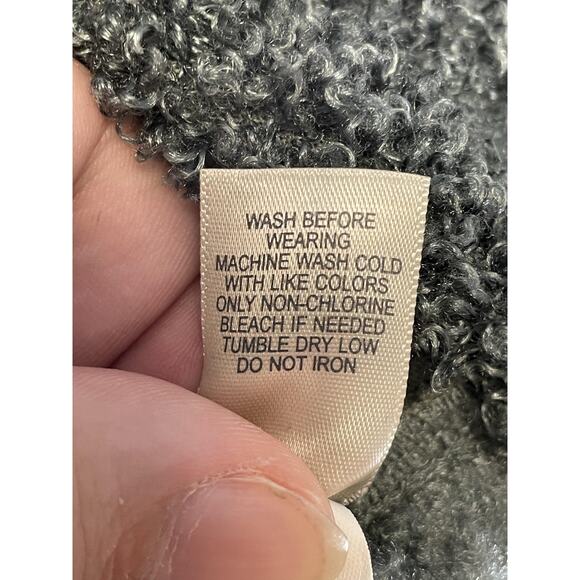 WASH BEFORE
WEARING
MACHINE WASH COLD
WITH LIKE COLORS
ONLY NON-CHLORINE
BLEACH IF NEEDED
TUMBLE DRY LOW
DO NOT IRON